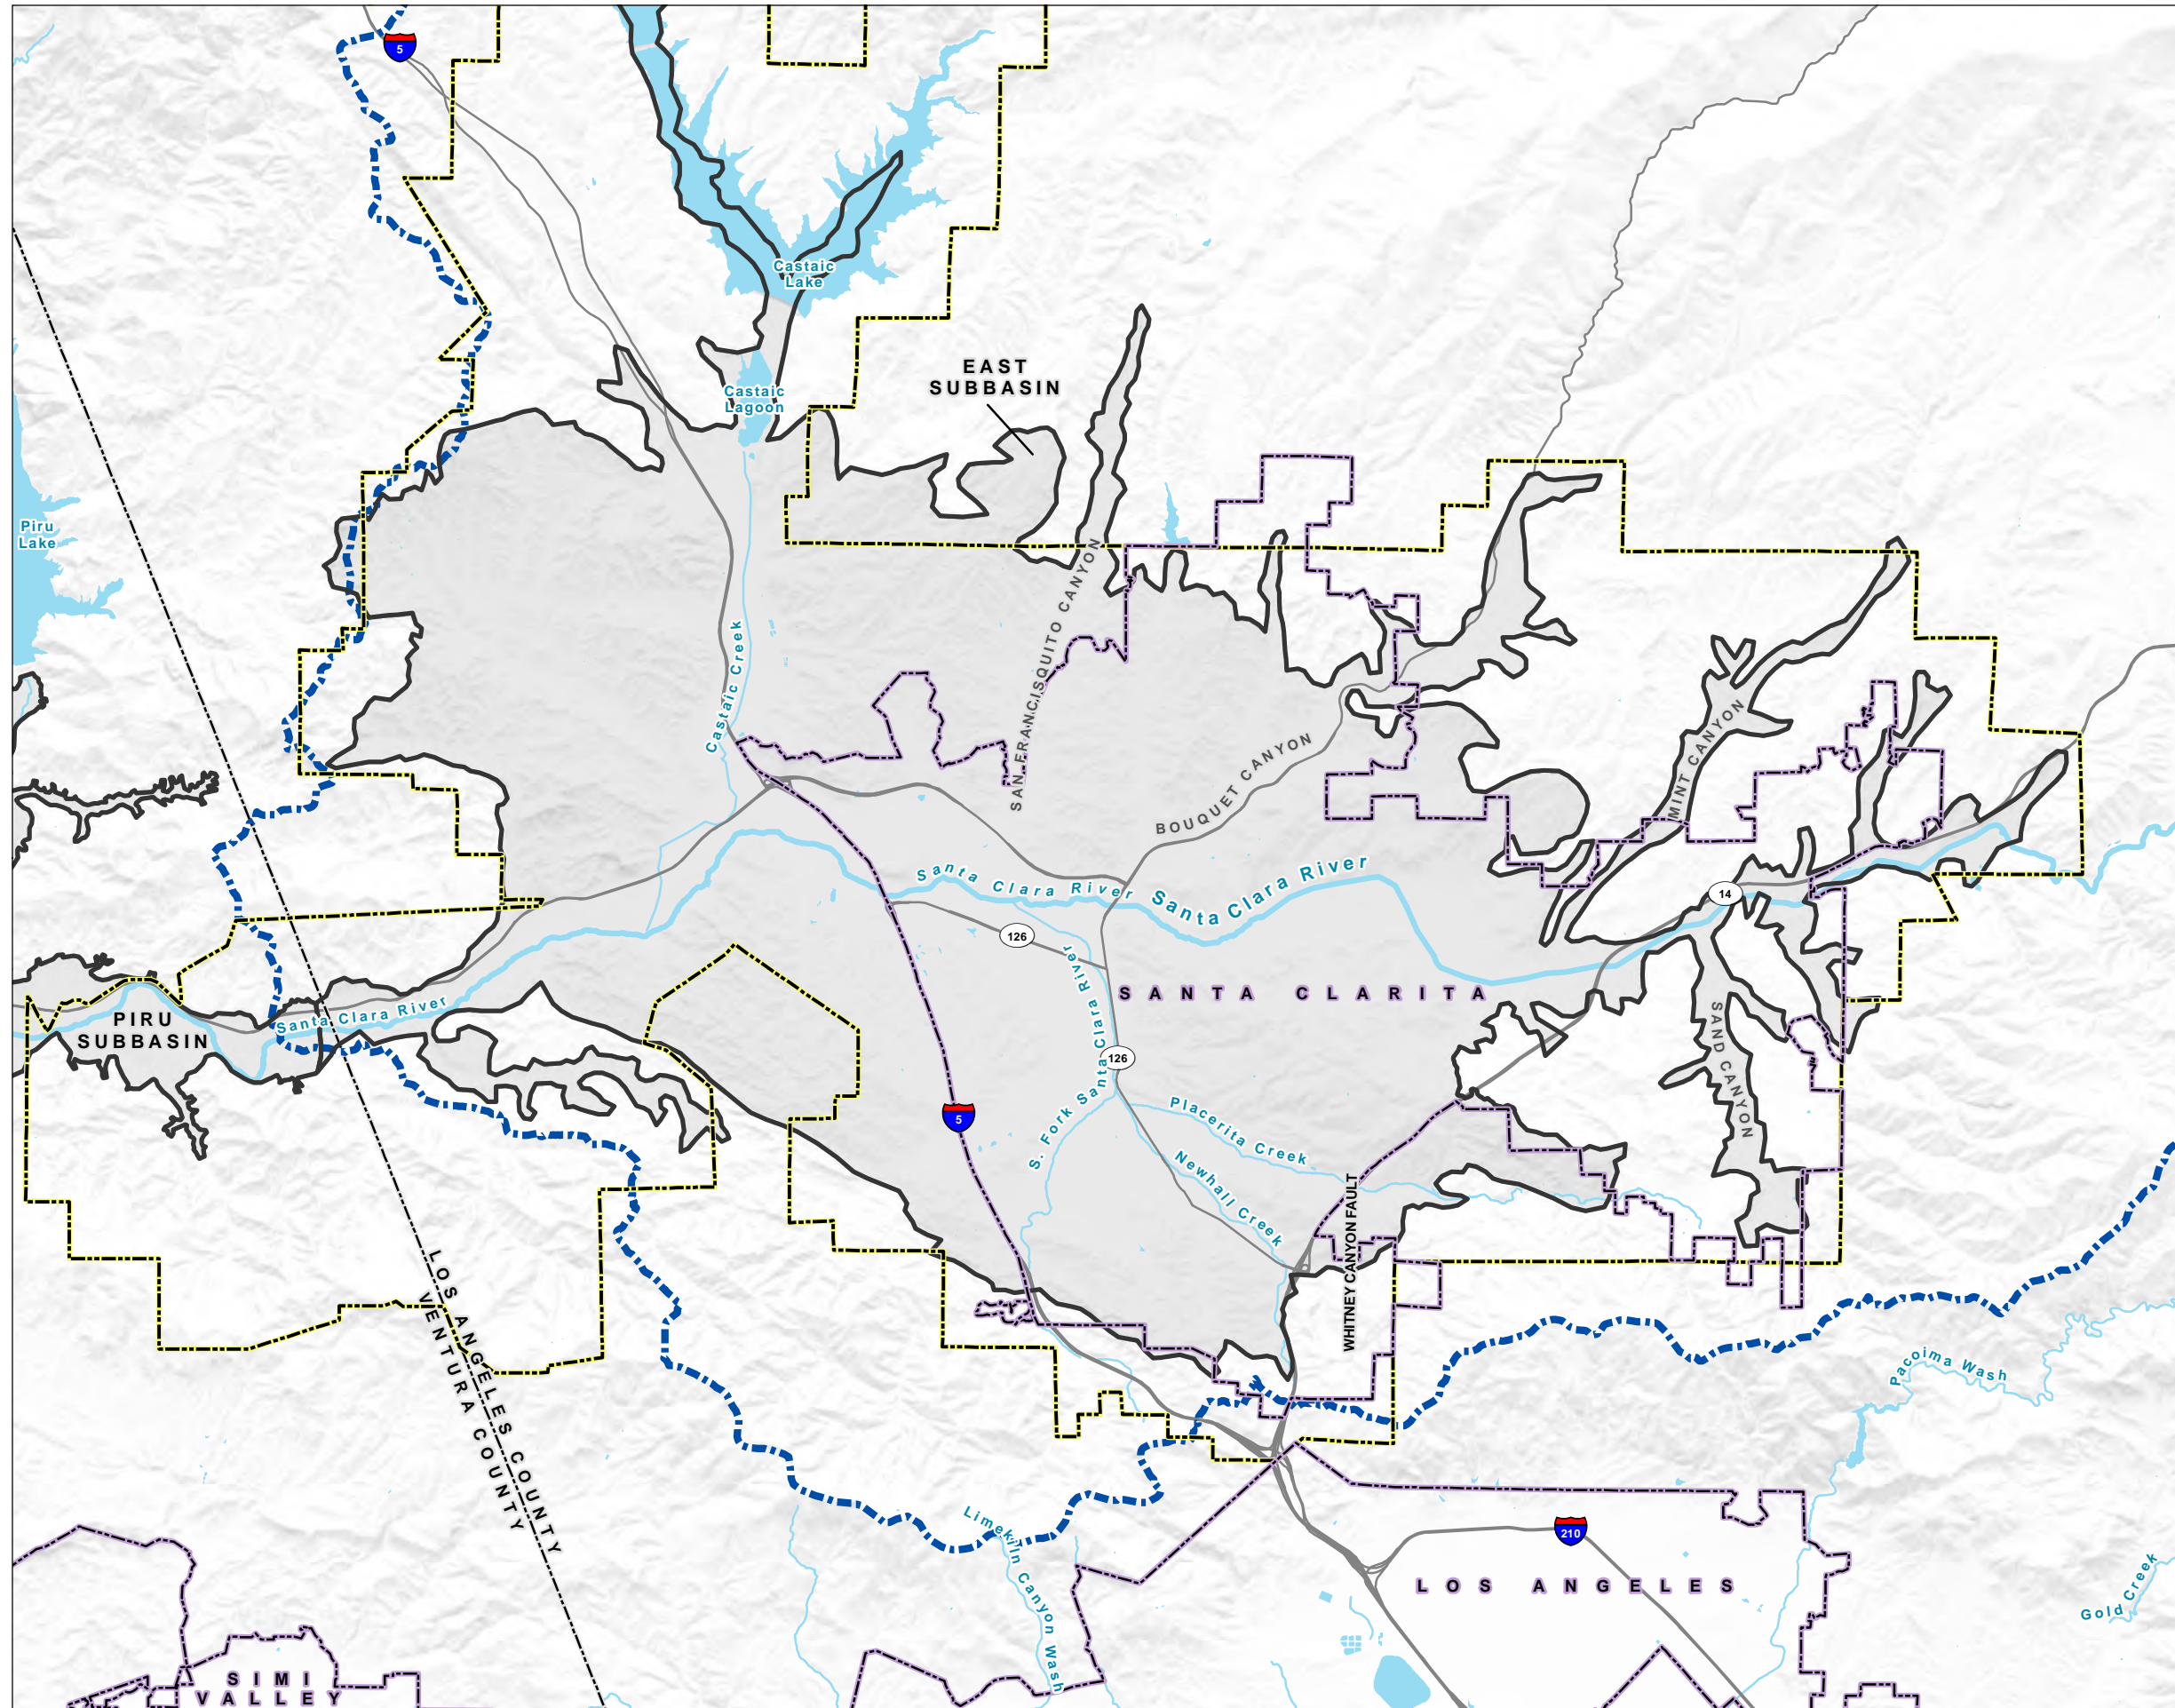 5
Castaic
Lake
EAST
SUBBASIN
Castaic
Lagoon
Piru
Lake
SAN FRANCISQUITO CANYON
Castaic Creek
BOUQUET CANYON
MINT CANYON
Santa Clara River
Santa Clara River
14
126
SANTA CLARITA
PIRU
SUBBASIN
Santa Clara River
S. Fork Santa Clara River
126
SAND CANYON
5
Placerita Creek
Newhall Creek
WHITNEY CANYON FAULT
LOS ANGELES COUNTY
VENTURA COUNTY
Pacoima Wash
Limekiln Canyon Wash
210
LOS ANGELES
Gold Creek
SIMI
VALLEY